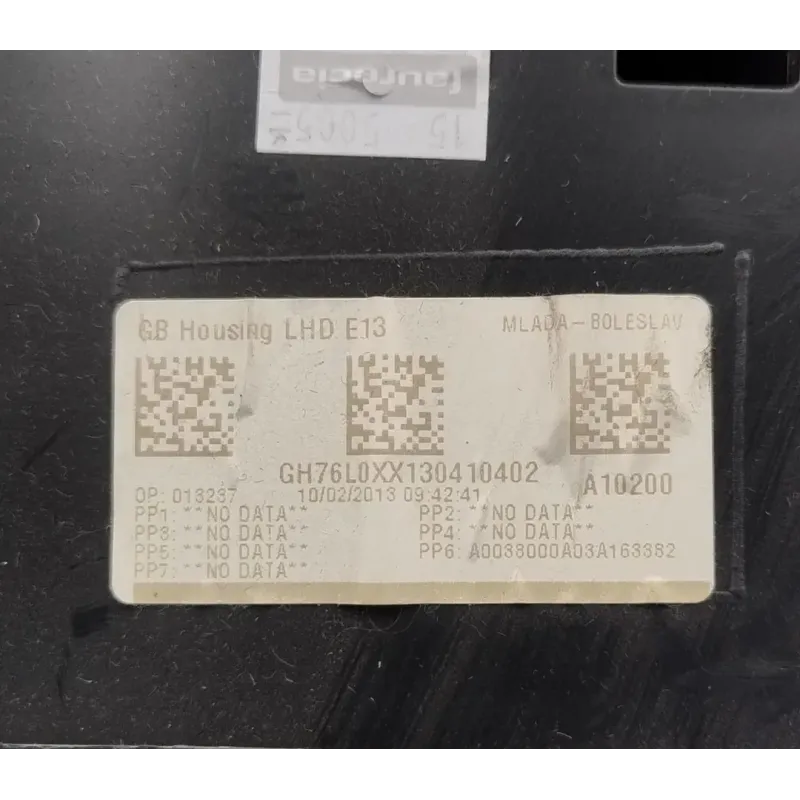 faurecia
GB Housing LHD E13
MLADA-BOLESLAV
GH76L0XX130410402
OP: 013237
10/02/2013 09:42:41
A10200
PP1: **NO DATA**
PP2: **NO DATA**
PP3: **NO DATA**
PP4: **NO DATA**
PP5: **NO DATA**
PP6: A0038000A03A163382
PP7: **NO DATA**